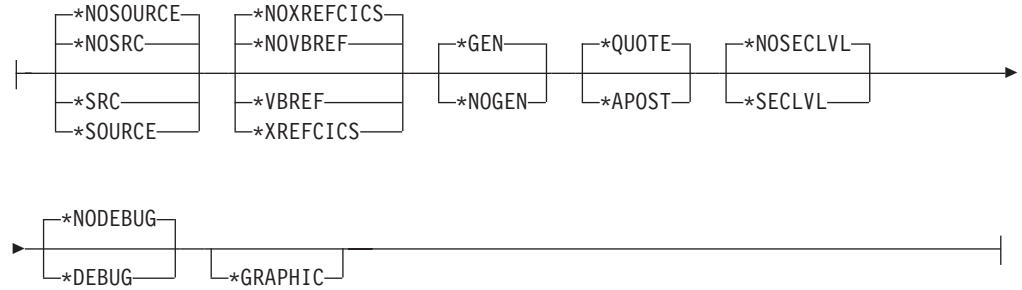 *NOSOURCE *NOXREFCICS
*NOSRC *NOVBREF *GEN *QUOTE *NOSECLVL
*SRC *VBREF *NOGEN *APOST *SECLVL
*SOURCE *XREFCICS
*NODEBUG
*DEBUG *GRAPHIC